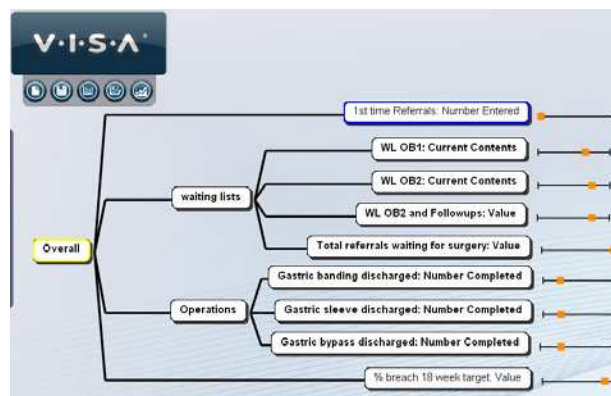 V·I·S·A
1st time Referrals: Number Entered
WL OB1: Current Contents
WL OB2: Current Contents
waiting lists
WL OB2 and Followups: Value
Overall
Total referrals waiting for surgery: Value
Gastric banding discharged: Number Completed
Operations
Gastric sleeve discharged: Number Completed
Gastric bypass discharged: Number Completed
% breach 18 week target: Value